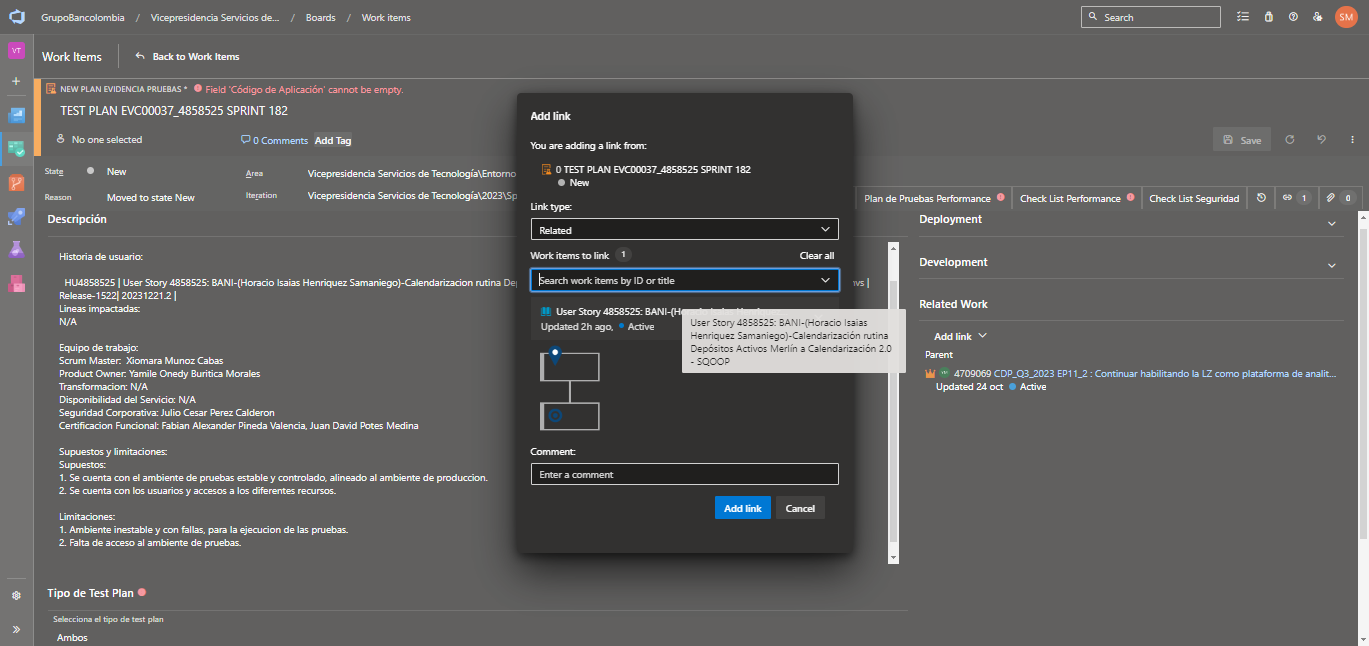 GrupoBancolombia / Vicepresidencia Servicios de... / Boards / Work items
Search
SM
VT
Work Items
Back to Work Items
NEW PLAN EVIDENCIA PRUEBAS * Field 'Código de Aplicación' cannot be empty.
TEST PLAN EVC00037_4858525 SPRINT 182
No one selected
0 Comments
Add Tag
Save
State
New
Area
Vicepresidencia Servicios de Tecnología\Entorno
Reason
Moved to state New
Iteration
Vicepresidencia Servicios de Tecnología\2023\Sp
Plan de Pruebas Performance
Check List Performance
Check List Seguridad
1
0
Descripción
Historia de usuario:
HU4858525 | User Story 4858525: BANI-(Horacio Isaias Henriquez Samaniego)-Calendarizacion rutina De
nvs |
Release-1522| 20231221.2 |
Lineas impactadas:
N/A
Equipo de trabajo:
Scrum Master: Xiomara Munoz Cabas
Product Owner: Yamile Onedy Buritica Morales
Transformacion: N/A
Disponibilidad del Servicio: N/A
Seguridad Corporativa: Julio Cesar Perez Calderon
Certificacion Funcional: Fabian Alexander Pineda Valencia, Juan David Potes Medina
Supuestos y limitaciones:
Supuestos:
1. Se cuenta con el ambiente de pruebas estable y controlado, alineado al ambiente de produccion.
2. Se cuenta con los usuarios y accesos a los diferentes recursos.
Limitaciones:
1. Ambiente inestable y con fallas, para la ejecucion de las pruebas.
2. Falta de acceso al ambiente de pruebas.
Tipo de Test Plan
Selecciona el tipo de test plan
Ambos
Add link
You are adding a link from:
0 TEST PLAN EVC00037_4858525 SPRINT 182
New
Link type:
Related
Work items to link 1
Clear all
Search work items by ID or title
User Story 4858525: BANI-(Horacio Isaias
Updated 2h ago, Active
User Story 4858525: BANI-(Horacio Isaias
Henriquez Samaniego)-Calendarización rutina
Depósitos Activos Merlín a Calendarización 2.0
- SQOOP
Comment:
Enter a comment
Add link
Cancel
Deployment
Development
Related Work
Add link
Parent
4709069 CDP_Q3_2023 EP11_2 : Continuar habilitando la LZ como plataforma de analit...
Updated 24 oct Active